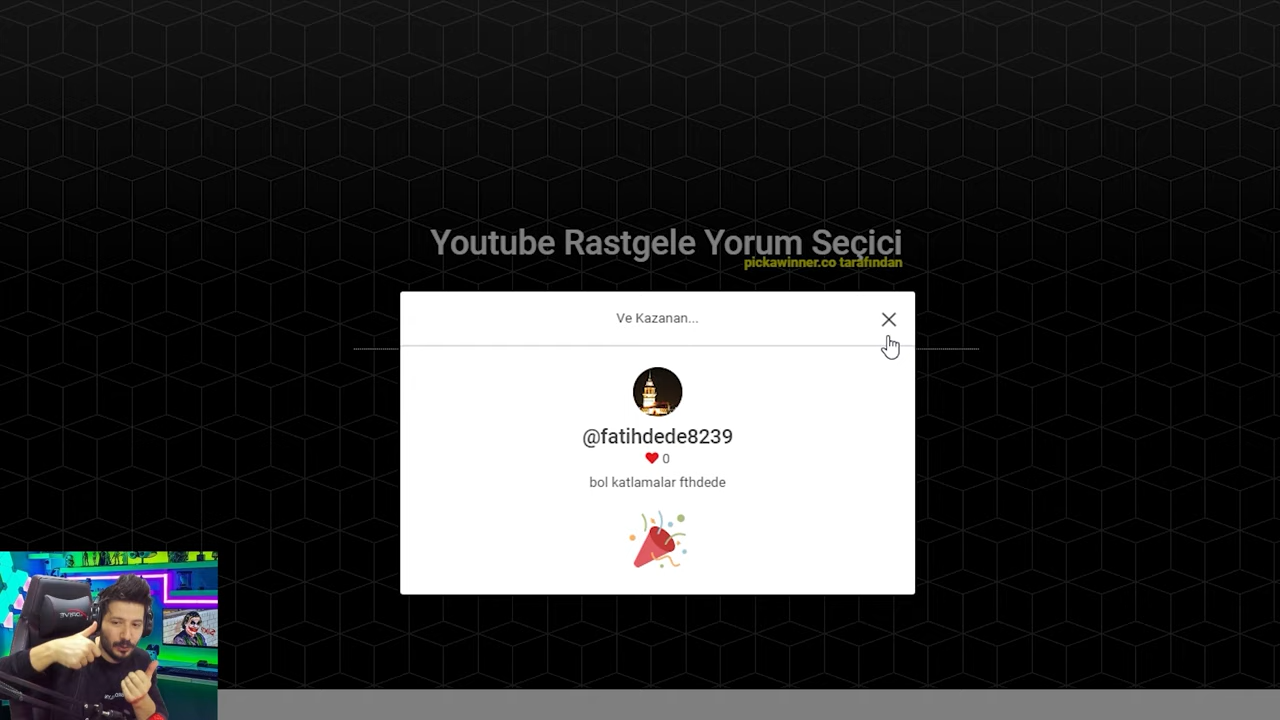 Youtube Rastgele Yorum Seçici
pickawinner.co tarafından
Ve Kazanan...
@fatihdede8239
0
bol katlamalar fthdede